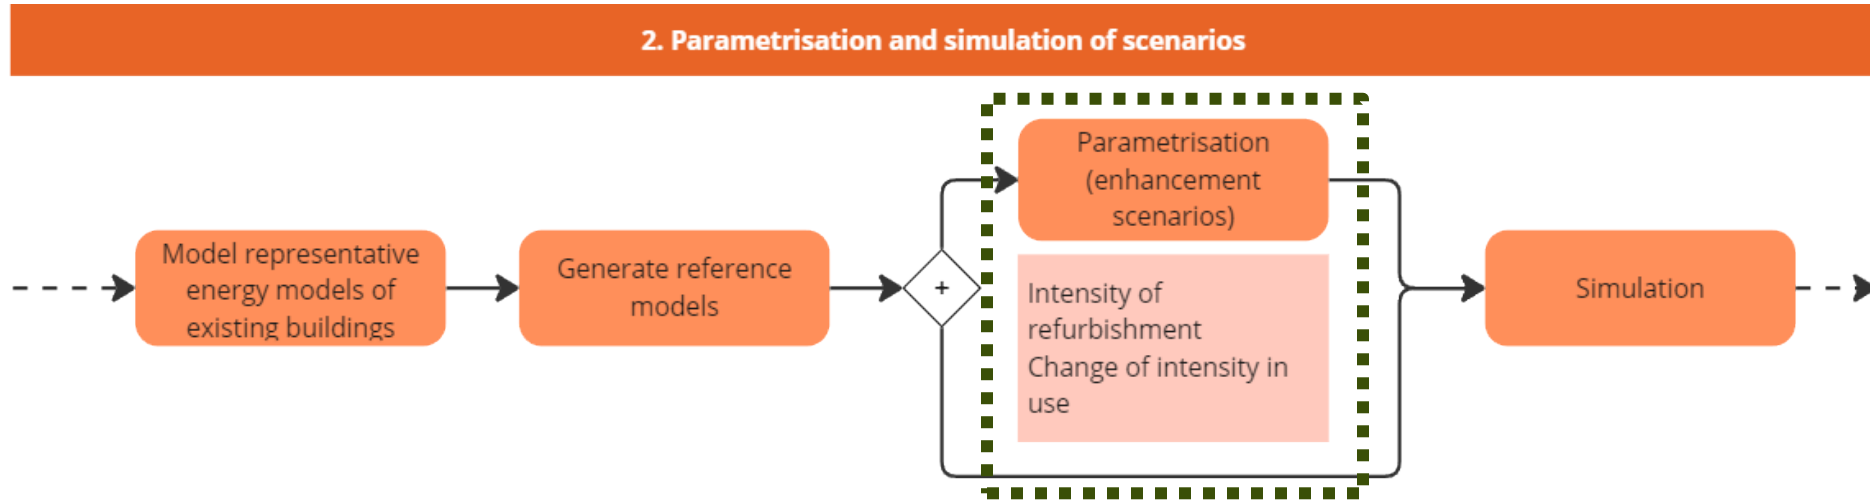 2. Parametrisation and simulation of scenarios
Model representative
energy models of
existing buildings
Generate reference
models
+
Parametrisation
(enhancement
scenarios)
Intensity of
refurbishment
Change of intensity in
use
Simulation